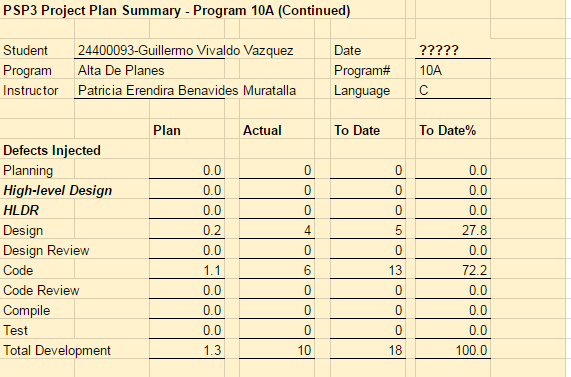 PSP3 Project Plan Summary - Program 10A (Continued)
Student 24400093-Guillermo Vivaldo Vazquez Date ?????
Program Alta De Planes Program# 10A
Instructor Patricia Erendira Benavides Muratalla Language C
Plan Actual To Date To Date%
Defects Injected
Planning 0.0 0 0 0.0
High-level Design 0.0 0 0 0.0
HLDR 0.0 0 0 0.0
Design 0.2 4 5 27.8
Design Review 0.0 0 0 0.0
Code 1.1 6 13 72.2
Code Review 0.0 0 0 0.0
Compile 0.0 0 0 0.0
Test 0.0 0 0 0.0
Total Development 1.3 10 18 100.0